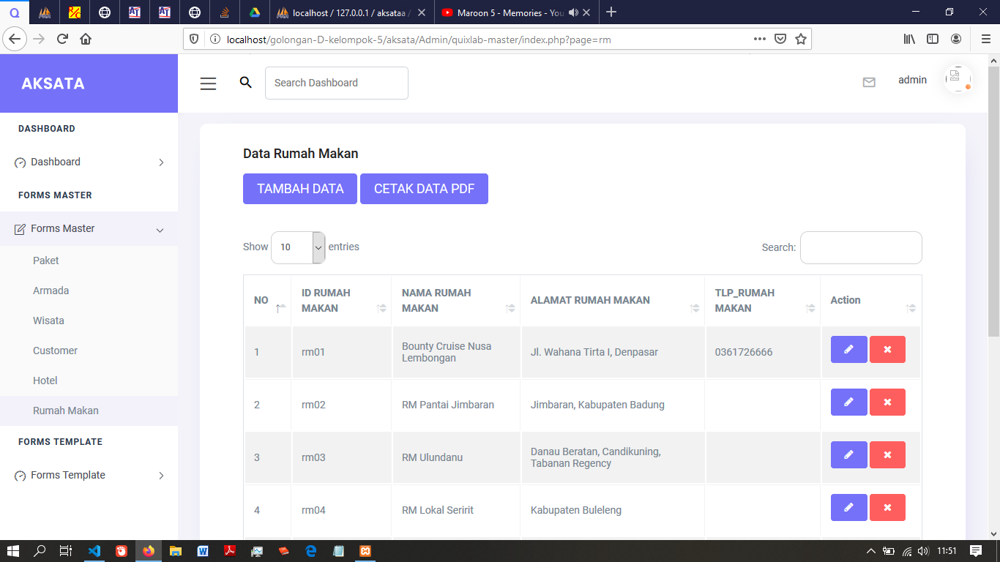 localhost / 127.0.0.1 / aksataa /
Maroon 5 - Memories - You
localhost/golongan-D-kelompok-5/aksata/Admin/quixlab-master/index.php?page=rm
AKSATA
Search Dashboard
admin
DASHBOARD
Dashboard
FORMS MASTER
Forms Master
Paket
Armada
Wisata
Customer
Hotel
Rumah Makan
FORMS TEMPLATE
Forms Template
Data Rumah Makan
TAMBAH DATA CETAK DATA PDF
Show 10 entries
Search:
NO
ID RUMAH
MAKAN
NAMA RUMAH
MAKAN
ALAMAT RUMAH MAKAN
TLP_RUMAH
MAKAN
Action
1
rm01
Bounty Cruise Nusa
Lembongan
Jl. Wahana Tirta I, Denpasar
0361726666
2
rm02
RM Pantai Jimbaran
Jimbaran, Kabupaten Badung
3
rm03
RM Ulundanu
Danau Beratan, Candikuning,
Tabanan Regency
4
rm04
RM Lokal Seririt
Kabupaten Buleleng
11:51